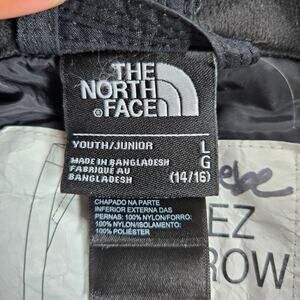 THE
NORTH
FACE
YOUTH/JUNIOR L
MADE IN BANGLADESH G
FABRIQUÉ AU
BANGLADESH (14/16)
CHAPADO NA PARTE
INFERIOR EXTERNA DAS
PERNAS: 100% NYLON/FORRO:
100% NYLON/ISOLAMENTO:
100% POLIÉSTER
EZ
ROW